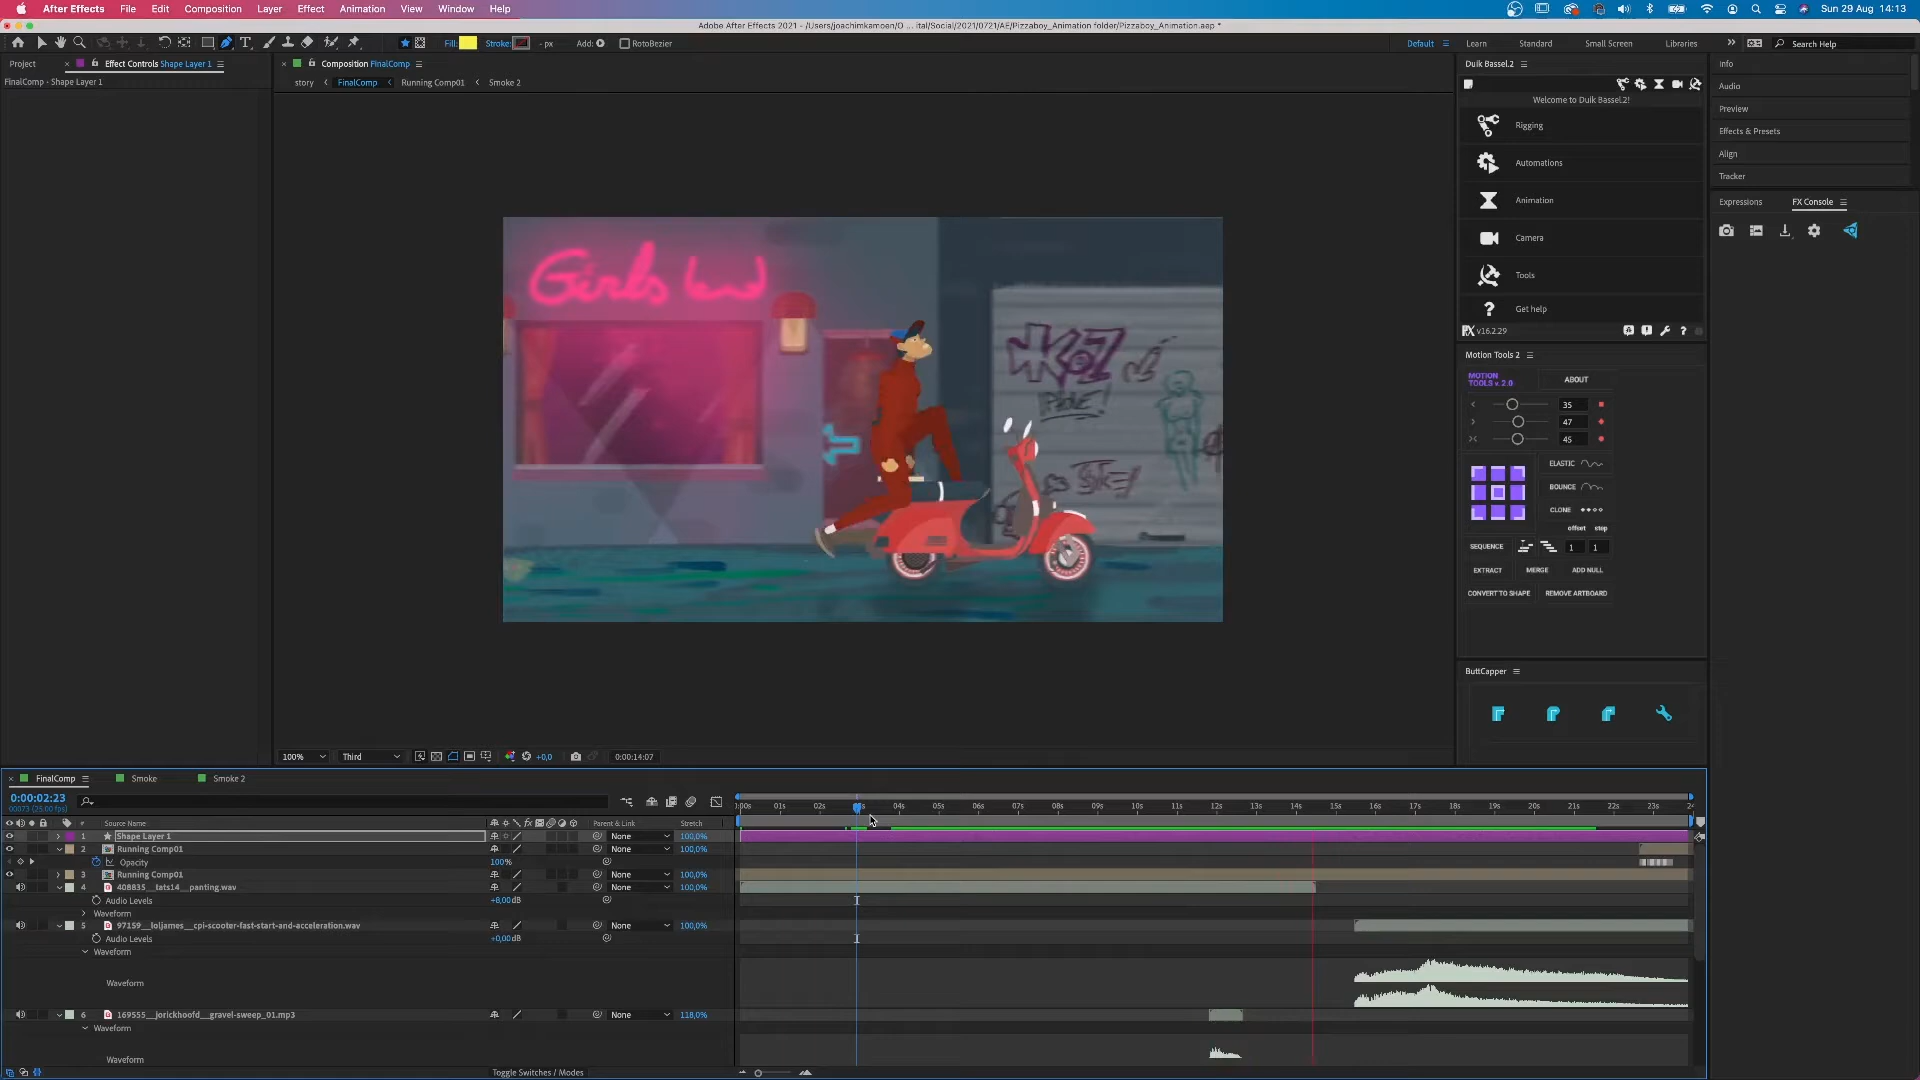 After Effects File Edit Composition Layer Effect Animation View Window Help Sun 29 Aug 14:13
Adobe After Effects 2021 - /Users/joachimkamoen/O ... ital/Social/2021/0721/AE/Pizzaboy_Animation folder/Pizzaboy_Animation.aep *
Fill: Stroke: - px Add: RotoBezier Default Learn Standard Small Screen Libraries Search Help
Project Effect Controls Shape Layer 1 Composition FinalComp
FinalComp - Shape Layer 1 story FinalComp Running Comp01 Smoke 2
Duik Bassel.2
Welcome to Duik Bassel.2!
Rigging
Automations
Animation
Camera
Tools
Get help
v16.2.29
Info
Audio
Preview
Effects & Presets
Align
Tracker
Expressions FX Console
Motion Tools 2
MOTION TOOLS v. 2.0 ABOUT
35
47
45
ELASTIC
BOUNCE
CLONE
offset step
SEQUENCE 1 1
EXTRACT MERGE ADD NULL
CONVERT TO SHAPE REMOVE ARTBOARD
ButtCapper
Girls
100% Third +0,0 0:00:14:07
FinalComp Smoke Smoke 2
0:00:02:23
00073 (25.00 fps)
:00s 01s 02s 03s 04s 05s 06s 07s 08s 09s 10s 11s 12s 13s 14s 15s 16s 17s 18s 19s 20s 21s 22s 23s 24
# Source Name Parent & Link Stretch
1 Shape Layer 1 None 100,0%
2 Running Comp01 None 100,0%
Opacity 100%
3 Running Comp01 None 100,0%
4 408835__tats14__panting.wav None 100,0%
Audio Levels +8,00dB
Waveform
5 97159__loljames__cpi-scooter-fast-start-and-acceleration.wav None 100,0%
Audio Levels +0,00dB
Waveform
Waveform
6 169555__jorickhoofd__gravel-sweep_01.mp3 None 118,0%
Waveform
Waveform
Toggle Switches / Modes